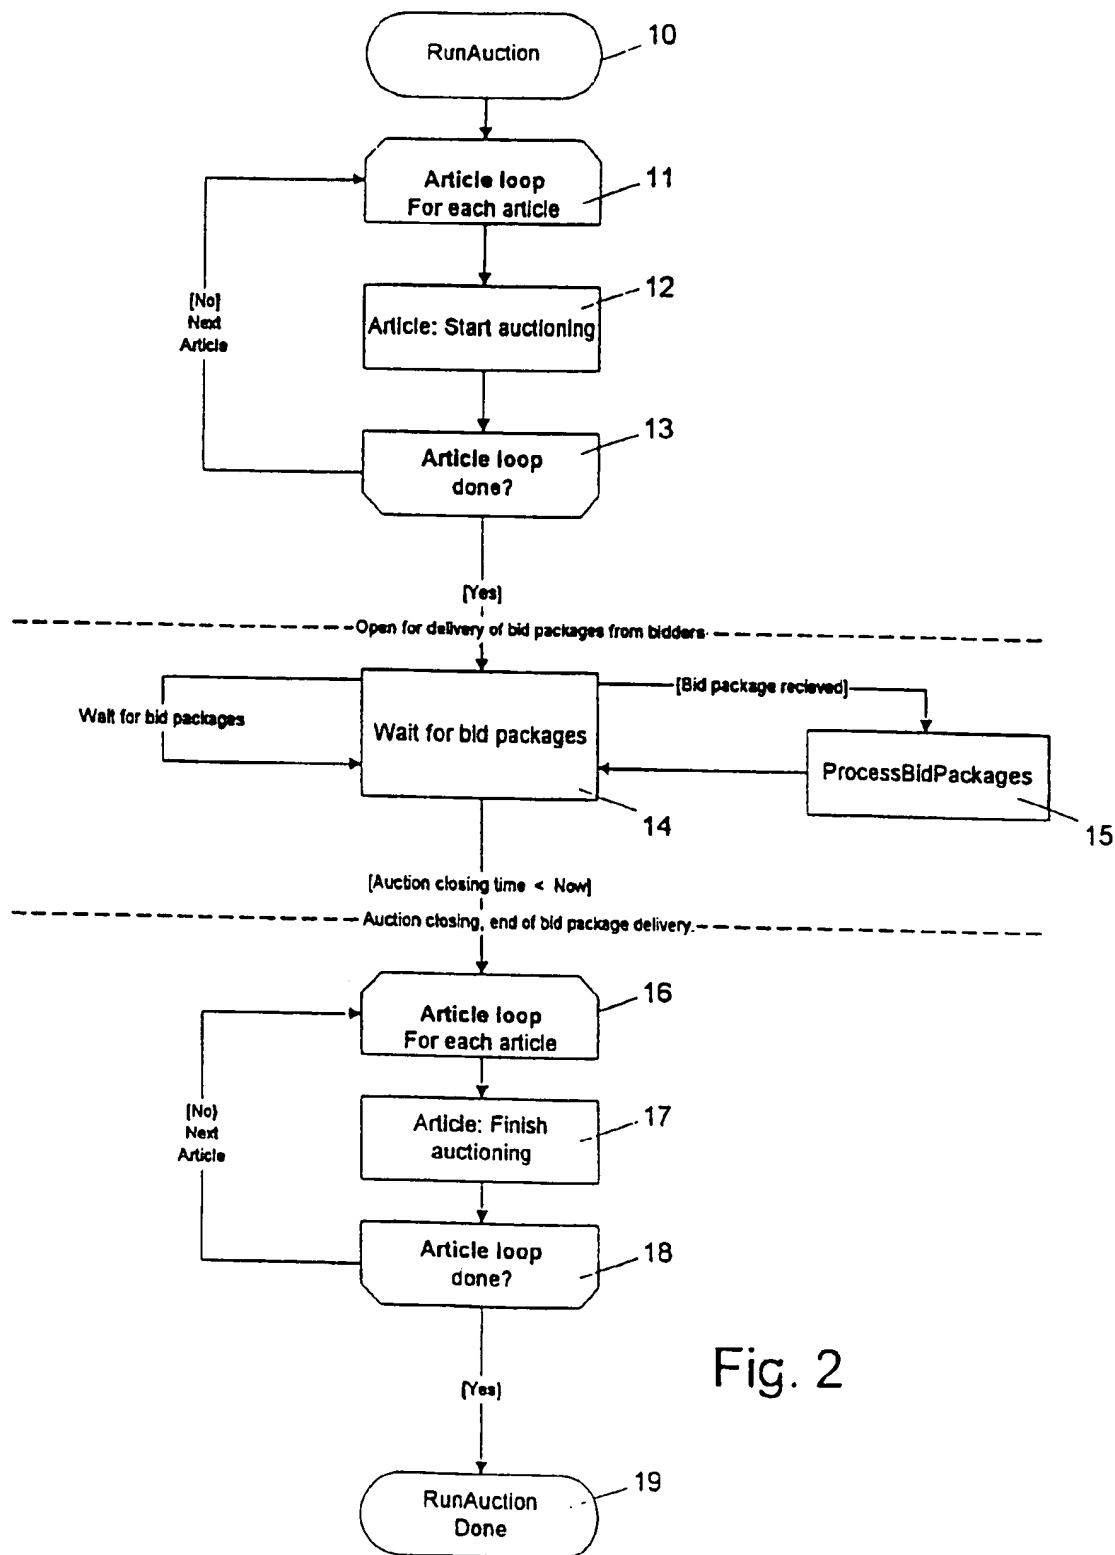 RunAuction
10
Article loop
For each article
11
[No]
Next
Article
12
Article: Start auctioning
13
Article loop
done?
[Yes]
Open for delivery of bid packages from bidders
Wait for bid packages
Wait for bid packages
[Bid package recieved]
ProcessBidPackages
14
15
[Auction closing time < Now]
Auction closing, end of bid package delivery.
16
Article loop
For each article
[No]
Next
Article
Article: Finish
auctioning
17
Article loop
done?
18
[Yes]
Fig. 2
RunAuction
Done
19